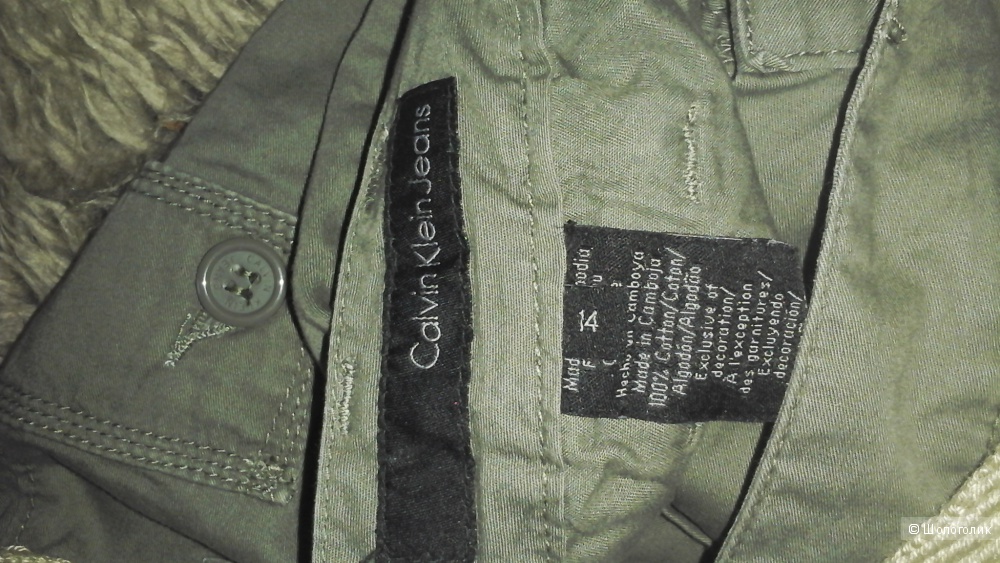 Calvin Klein Jeans
14
Hecho en Camboya
Made in Camboja
100% Cotton/Coton/
Algodón/Algodão
Exclusive of
decoration/
À l'exception
des garnitures/
Excluyendo
decoración/
© Шопоголик